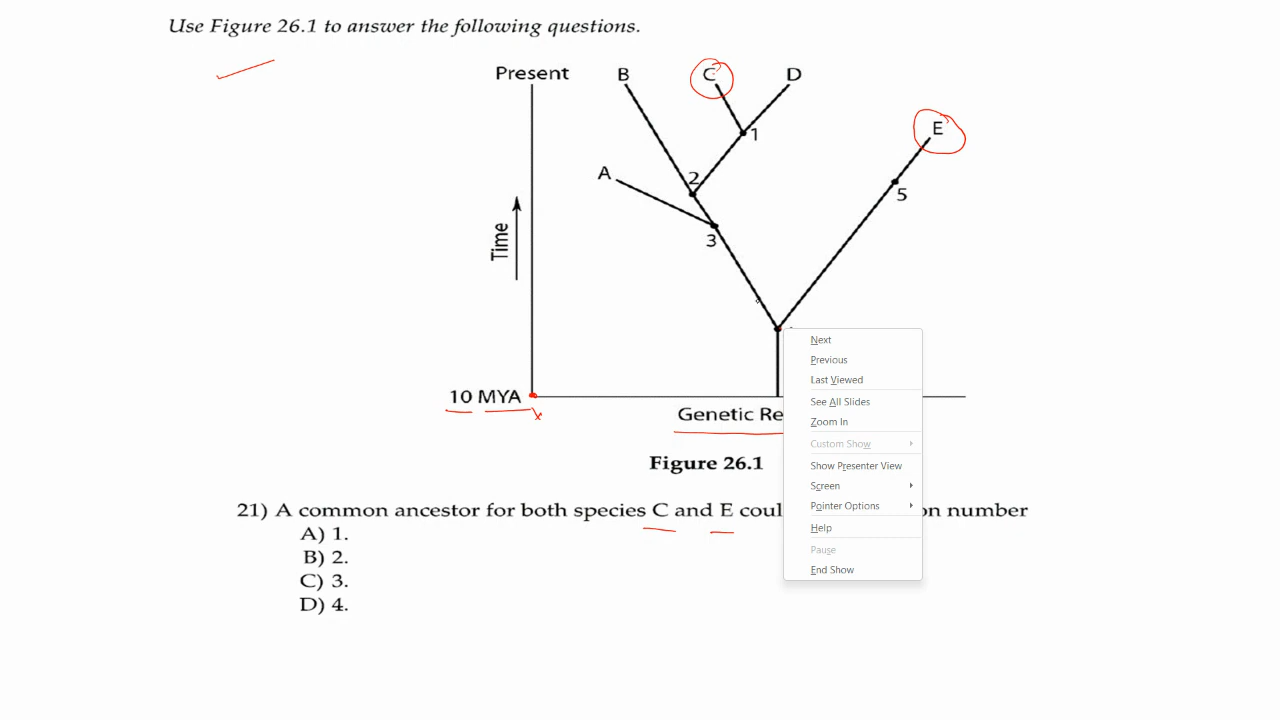 Use Figure 26.1 to answer the following questions.
Present
B
C
D
E
1
A
2
5
3
Time
10 MYA
Genetic Re
Figure 26.1
Next
Previous
Last Viewed
See All Slides
Zoom In
Custom Show
Show Presenter View
Screen
Pointer Options
Help
Pause
End Show
21) A common ancestor for both species C and E coul on number
A) 1.
B) 2.
C) 3.
D) 4.